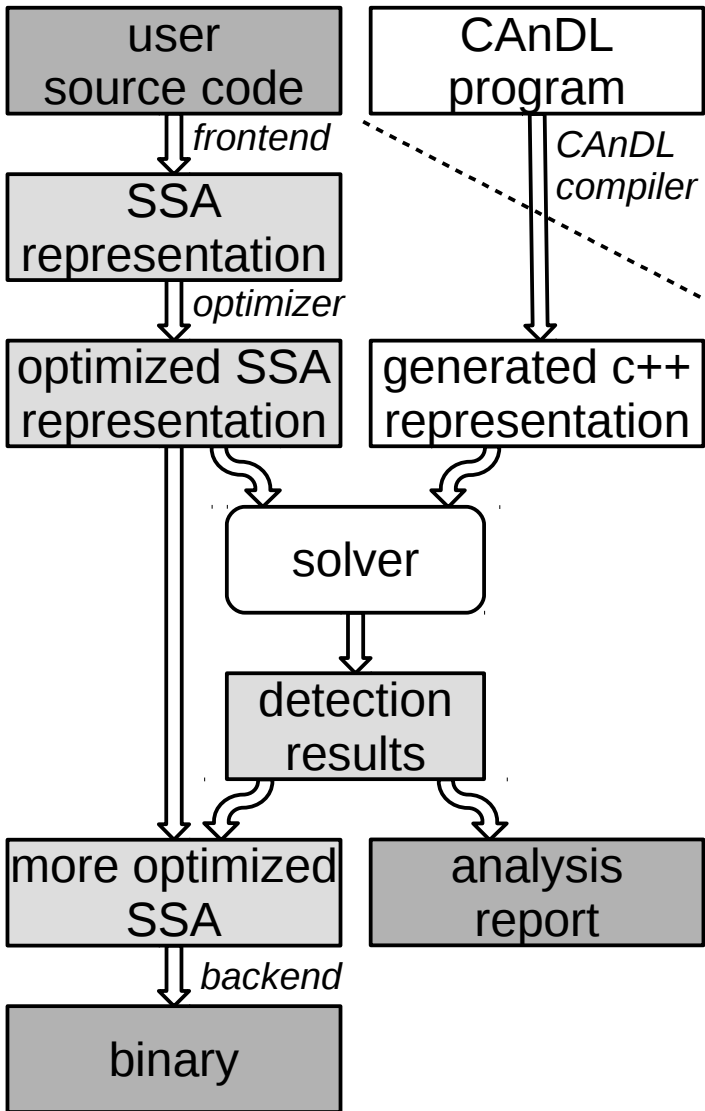 user
source code
CAnDL
program
frontend
CAnDL
compiler
SSA
representation
optimizer
optimized SSA
representation
generated c++
representation
solver
detection
results
more optimized
SSA
analysis
report
backend
binary